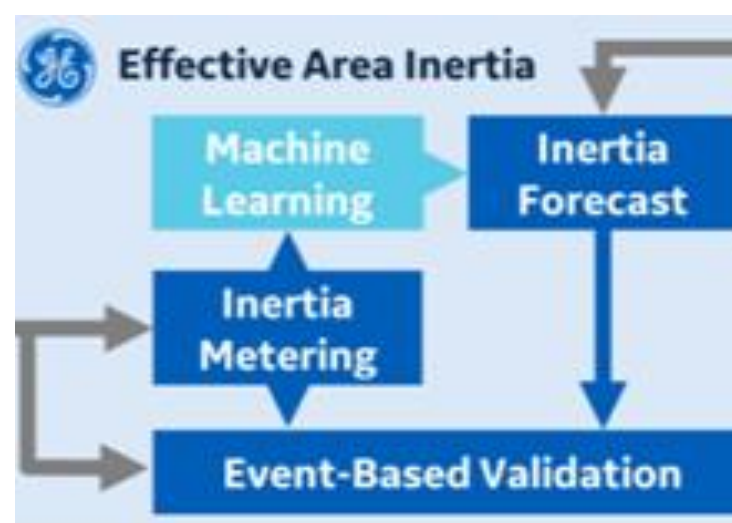 Effective Area Inertia
Machine
Learning
Inertia
Forecast
Inertia
Metering
Event-Based Validation